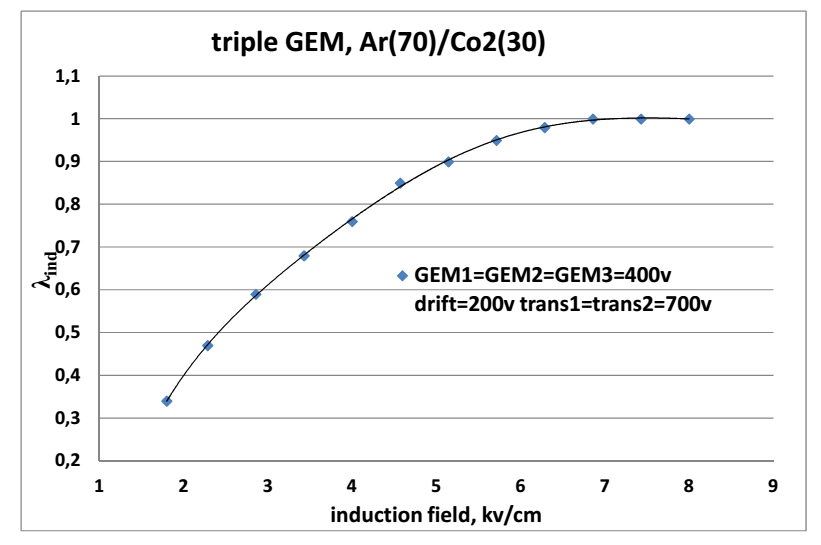 triple GEM, Ar(70)/Co2(30)
1,1
1
0,9
0,8
0,7
0,6
0,5
0,4
0,3
0,2
λind
GEM1=GEM2=GEM3=400v
drift=200v trans1=trans2=700v
1 2 3 4 5 6 7 8 9
induction field, kv/cm